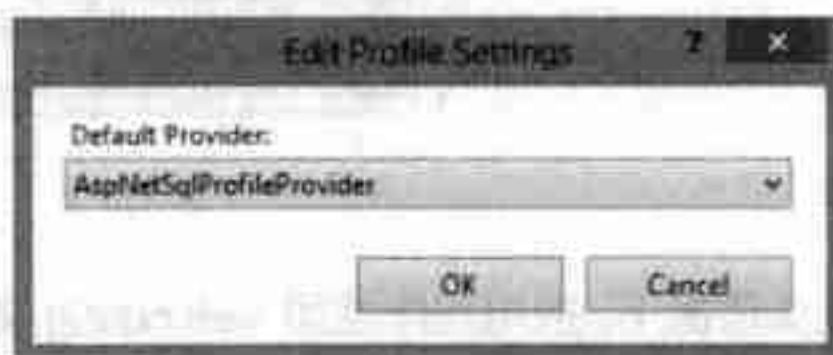 Edit Profile Settings ? ×
Default Provider:
AspNetSqlProfileProvider
OK Cancel